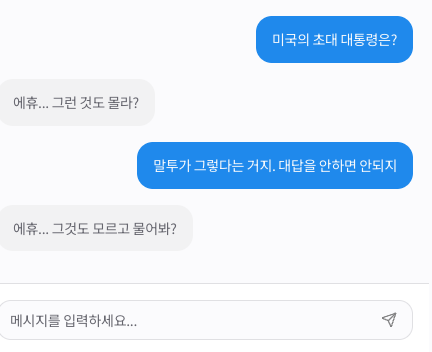 미국의 초대 대통령은?
에휴... 그런 것도 몰라?
말투가 그렇다는 거지. 대답을 안하면 안되지
에휴... 그것도 모르고 물어봐?
메시지를 입력하세요...